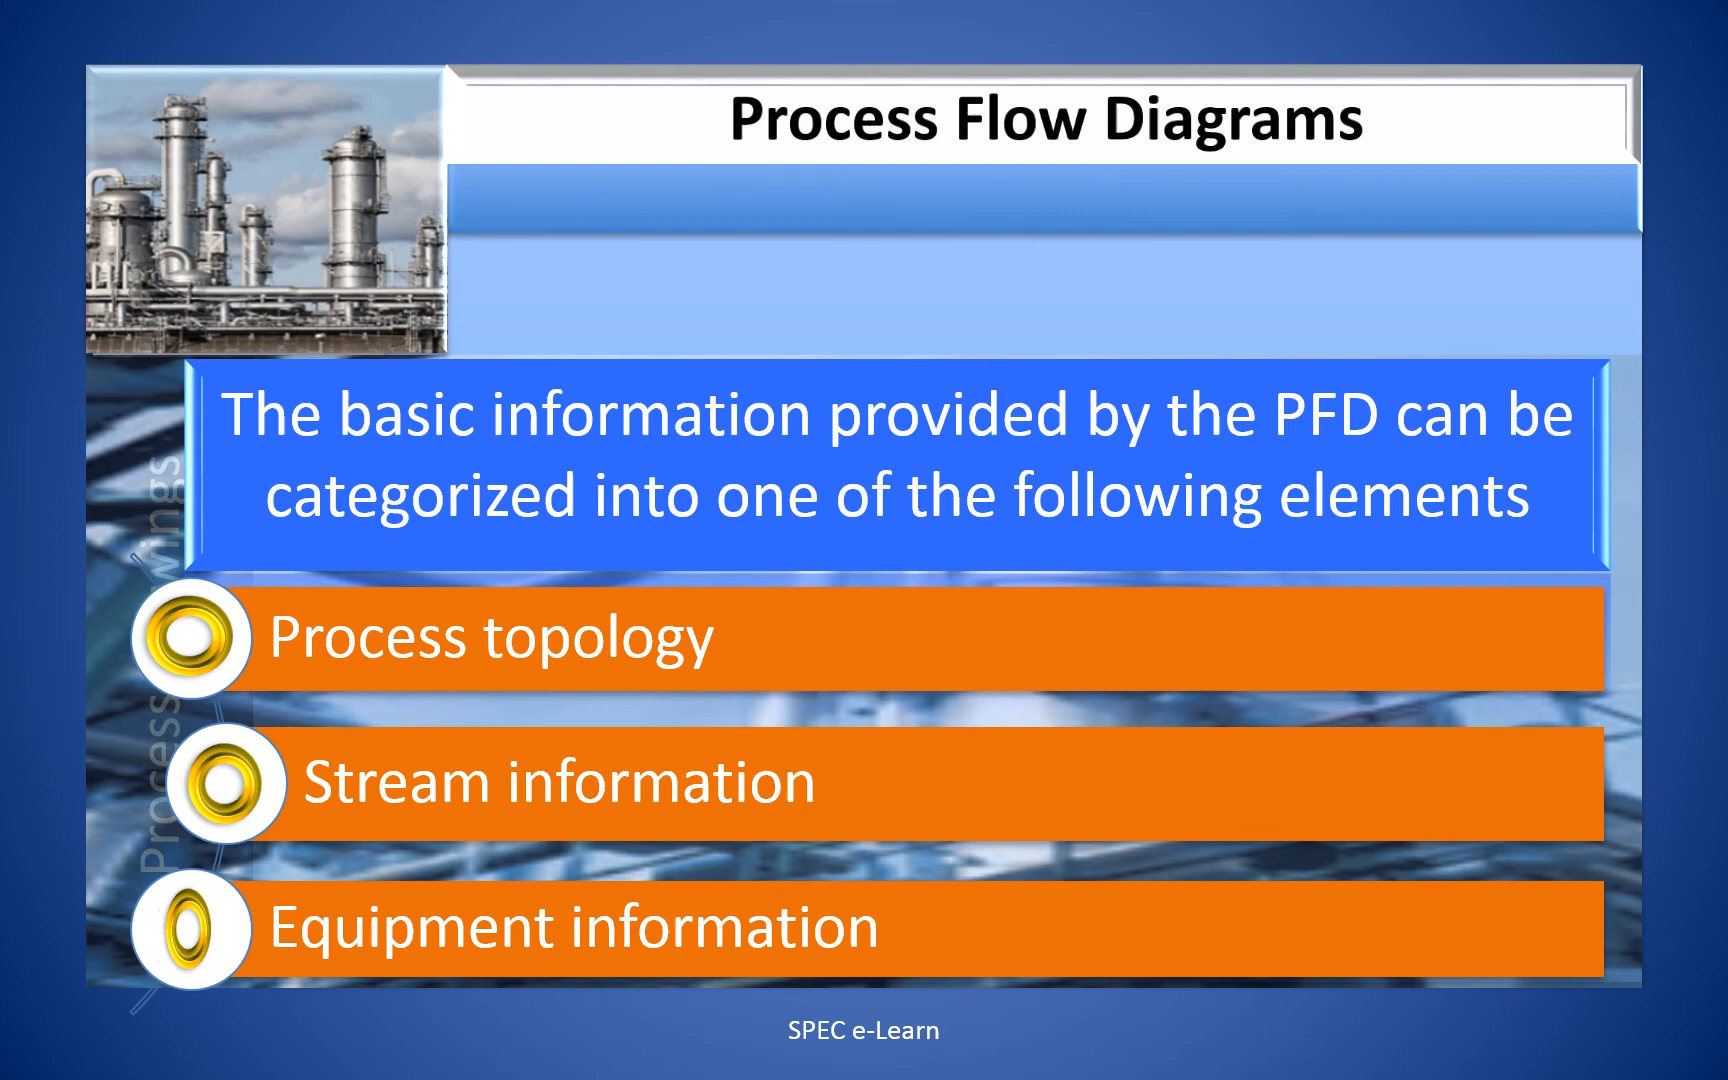 Process Flow Diagrams
The basic information provided by the PFD can be
categorized into one of the following elements
Process topology
Stream information
Equipment information
Process
wings
SPEC e-Learn